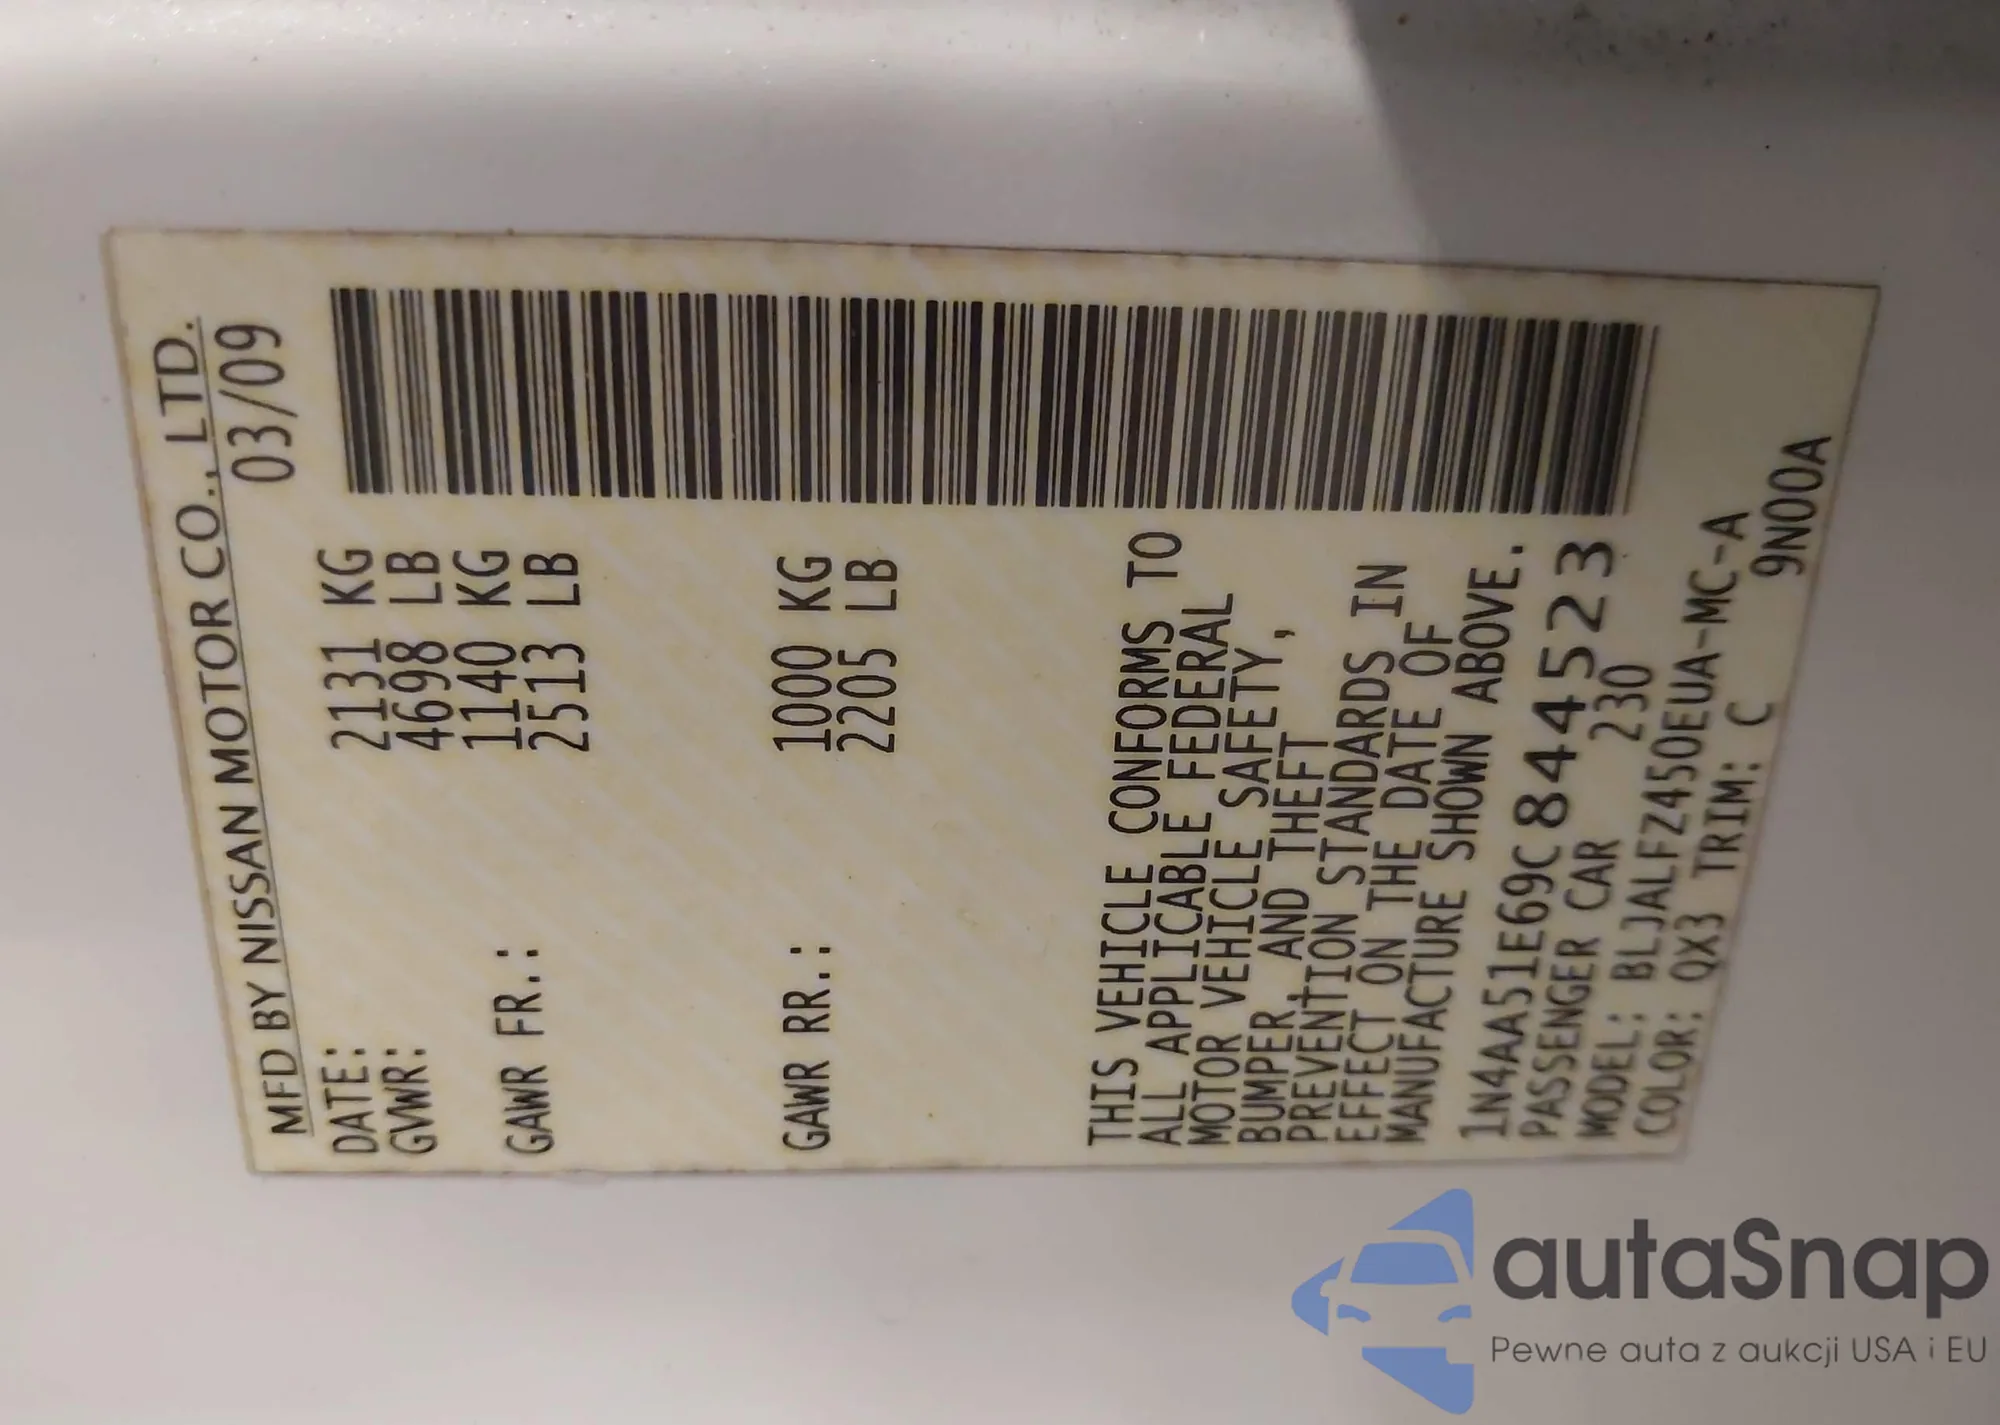 MFD BY NISSAN MOTOR CO., LTD.
DATE: 03/09
GVWR: 2131 KG
4698 LB
GAWR FR.: 1140 KG
2513 LB
GAWR RR.: 1000 KG
2205 LB
THIS VEHICLE CONFORMS TO
ALL APPLICABLE FEDERAL
MOTOR VEHICLE SAFETY,
BUMPER, AND THEFT
PREVENTION STANDARDS IN
EFFECT ON THE DATE OF
MANUFACTURE SHOWN ABOVE.
1N4AA51E69C844523
PASSENGER CAR 230
MODEL: BLJALFZ450EUA-MC-A
COLOR: QX3 TRIM: C 9N00A
autaSnap
Pewne auta z aukcji USA i EU